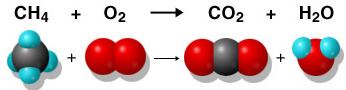 CH₄ + O₂ → CO₂ + H₂O
+ → +